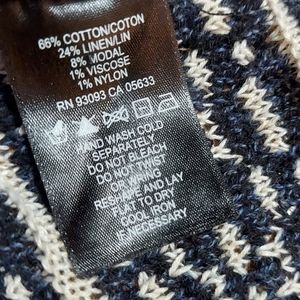 66% COTTON/COTON
24% LINEN/LIN
8% MODAL
1% VISCOSE
1% NYLON
RN 93093 CA 05633
HAND WASH COLD
SEPARATELY
DO NOT BLEACH
DO NOT TWIST
OR WRING
RESHAPE AND LAY
FLAT TO DRY
COOL IRON
IF NECESSARY